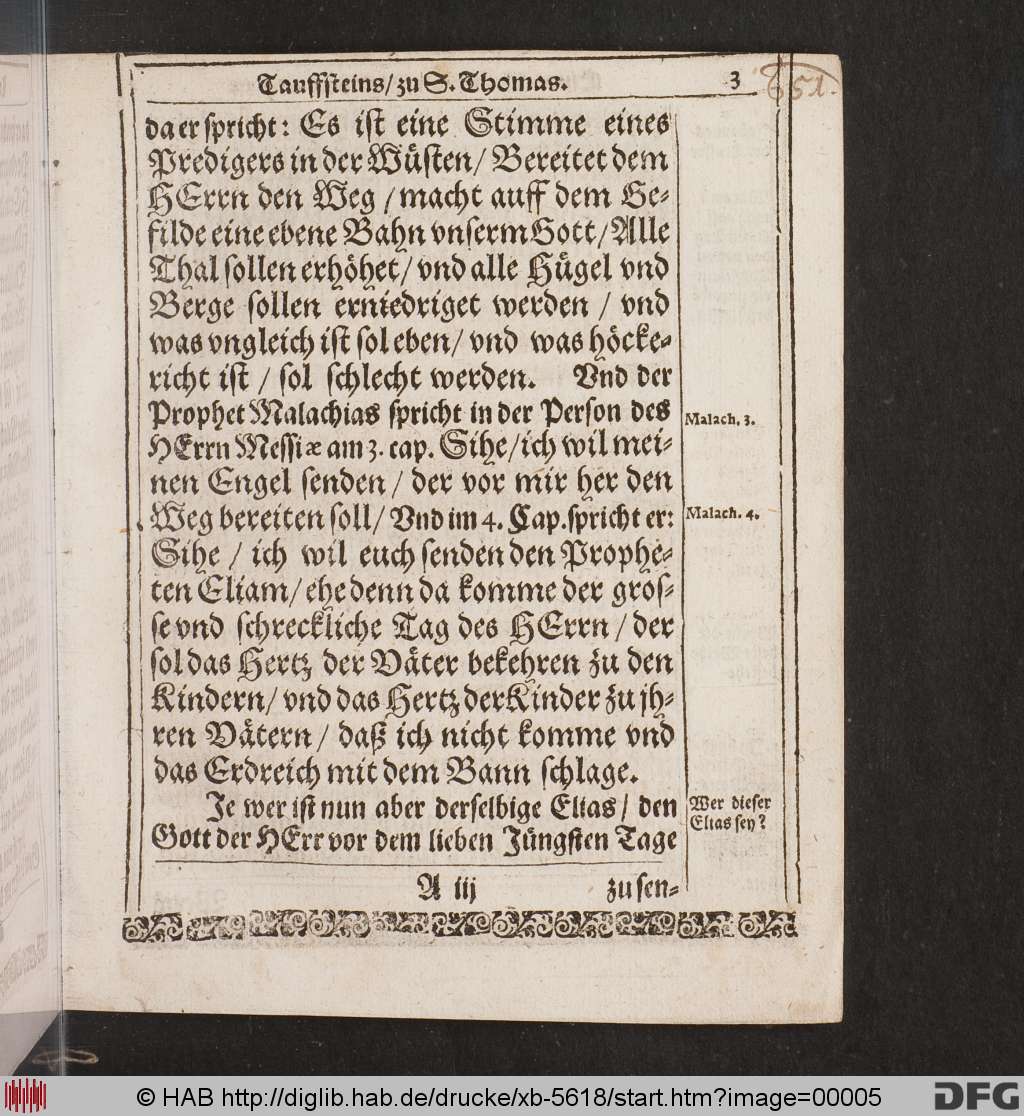 Tauffsteins/ zu S. Thomas. 3
651.
da er spricht: Es ist eine Stimme eines
Predigers in der Wüsten/ Bereitet dem
HErrn den Weg / macht auff dem Ge-
filde eine ebene Bahn vnserm Gott/ Alle
Thal sollen erhöhet/ vnd alle Hügel vnd
Berge sollen erniedriget werden / vnd
was vngleich ist sol eben/ vnd was höcke-
richt ist / sol schlecht werden. Vnd der
Prophet Malachias spricht in der Person des
Malach. 3.
HErrn Messiæ am 3. cap. Sihe/ ich wil mei-
nen Engel senden / der vor mir her den
Weg bereiten soll/ Vnd im 4. Cap. spricht er:
Malach. 4.
Sihe / ich wil euch senden den Prophe-
ten Eliam/ ehe denn da komme der gros-
se vnd schreckliche Tag des HErrn / der
sol das Hertz der Väter bekehren zu den
Kindern/ vnd das Hertz der Kinder zu jh-
ren Vätern / daß ich nicht komme vnd
das Erdreich mit dem Bann schlage.
Je wer ist nun aber derselbige Elias / den
Wer dieser
Elias sey?
Gott der HErr vor dem lieben Jüngsten Tage
A iij zu sen-
© HAB http://diglib.hab.de/drucke/xb-5618/start.htm?image=00005
DFG